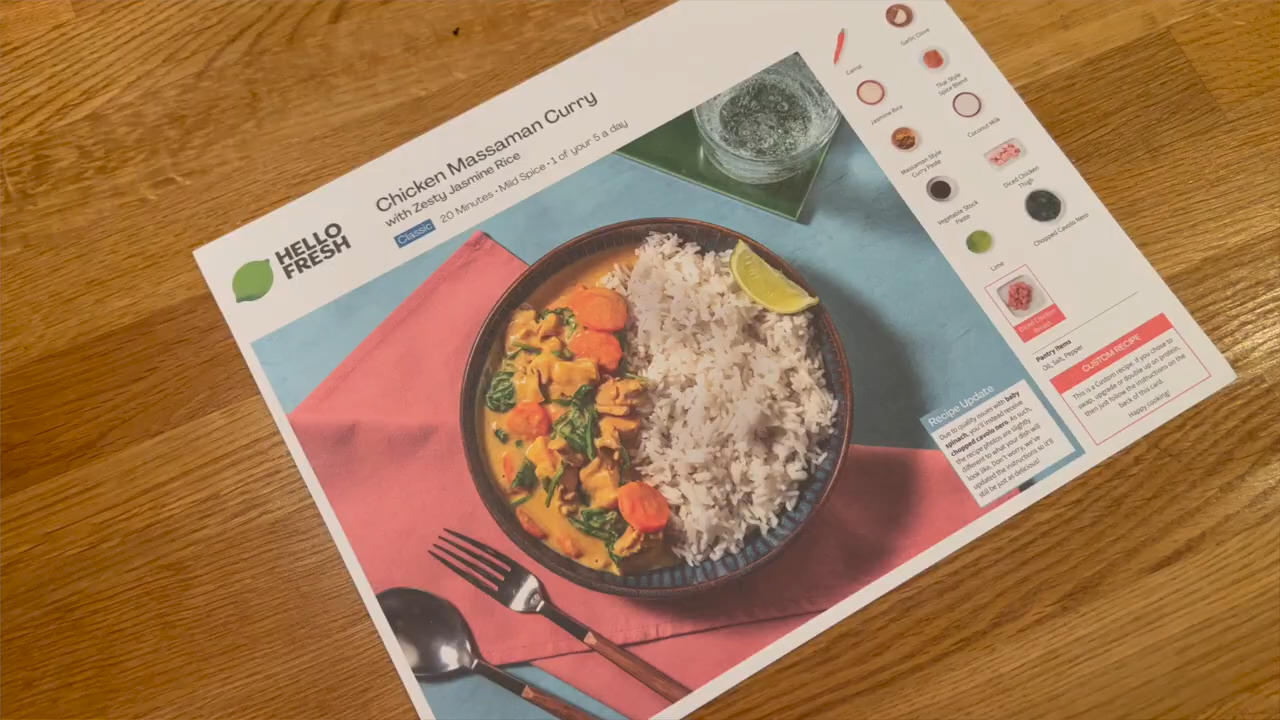 HELLO
FRESH
Chicken Massaman Curry
with Zesty Jasmine Rice
Classic 20 Minutes • Mild Spice • 1 of your 5 a day
Garlic Clove
Carrot
Thai Style
Spice Blend
Jasmine Rice
Coconut Milk
Massaman Style
Curry Paste
Diced Chicken
Thigh
Vegetable Stock
Paste
Chopped Cavolo Nero
Lime
Diced Chicken
Breast
Pantry Items
Oil, Salt, Pepper
CUSTOM RECIPE
This is a Custom recipe. If you chose to
swap, upgrade or double up on protein,
then just follow the instructions on the
back of this card.
Happy cooking!
Recipe Update
Due to quality issues with baby
spinach, you'll instead receive
chopped cavolo nero. As such,
the recipe photos are slightly
different to what your dish will
look like. Don't worry, we've
updated the instructions so it'll
still be just as delicious!